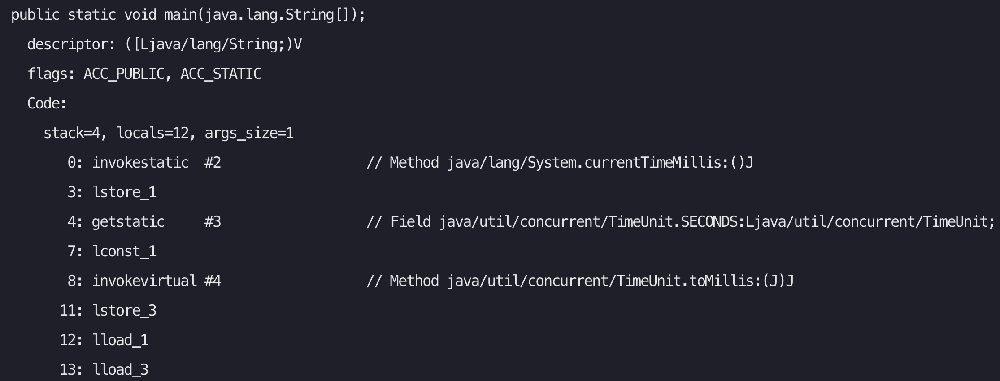 public static void main(java.lang.String[]);
  descriptor: ([Ljava/lang/String;)V
  flags: ACC_PUBLIC, ACC_STATIC
  Code:
    stack=4, locals=12, args_size=1
       0: invokestatic  #2                  // Method java/lang/System.currentTimeMillis:()J
       3: lstore_1
       4: getstatic     #3                  // Field java/util/concurrent/TimeUnit.SECONDS:Ljava/util/concurrent/TimeUnit;
       7: lconst_1
       8: invokevirtual #4                  // Method java/util/concurrent/TimeUnit.toMillis:(J)J
      11: lstore_3
      12: lload_1
      13: lload_3